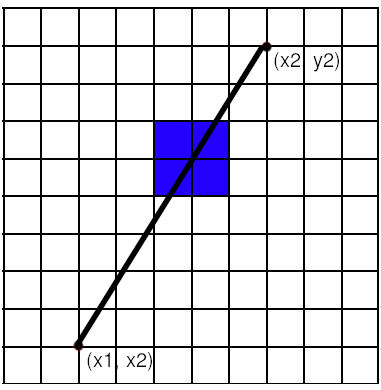 (x2 y2)
(x1, x2)